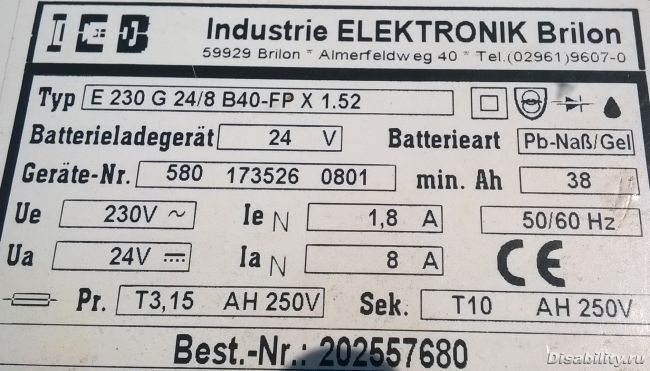 IEB Industrie ELEKTRONIK Brilon
59929 Brilon * Almerfeldweg 40 * Tel.(02961)9607-0
Typ E 230 G 24/8 B40-FP X 1.52
Batterieladegerät 24 V Batterieart Pb-Naß/Gel
Geräte-Nr. 580 173526 0801 min. Ah 38
Ue 230V ~ Ie N 1,8 A 50/60 Hz
Ua 24V Ia N 8 A CE
Pr. T3,15 AH 250V Sek. T10 AH 250V
Best.-Nr.: 202557680
Disability.ru